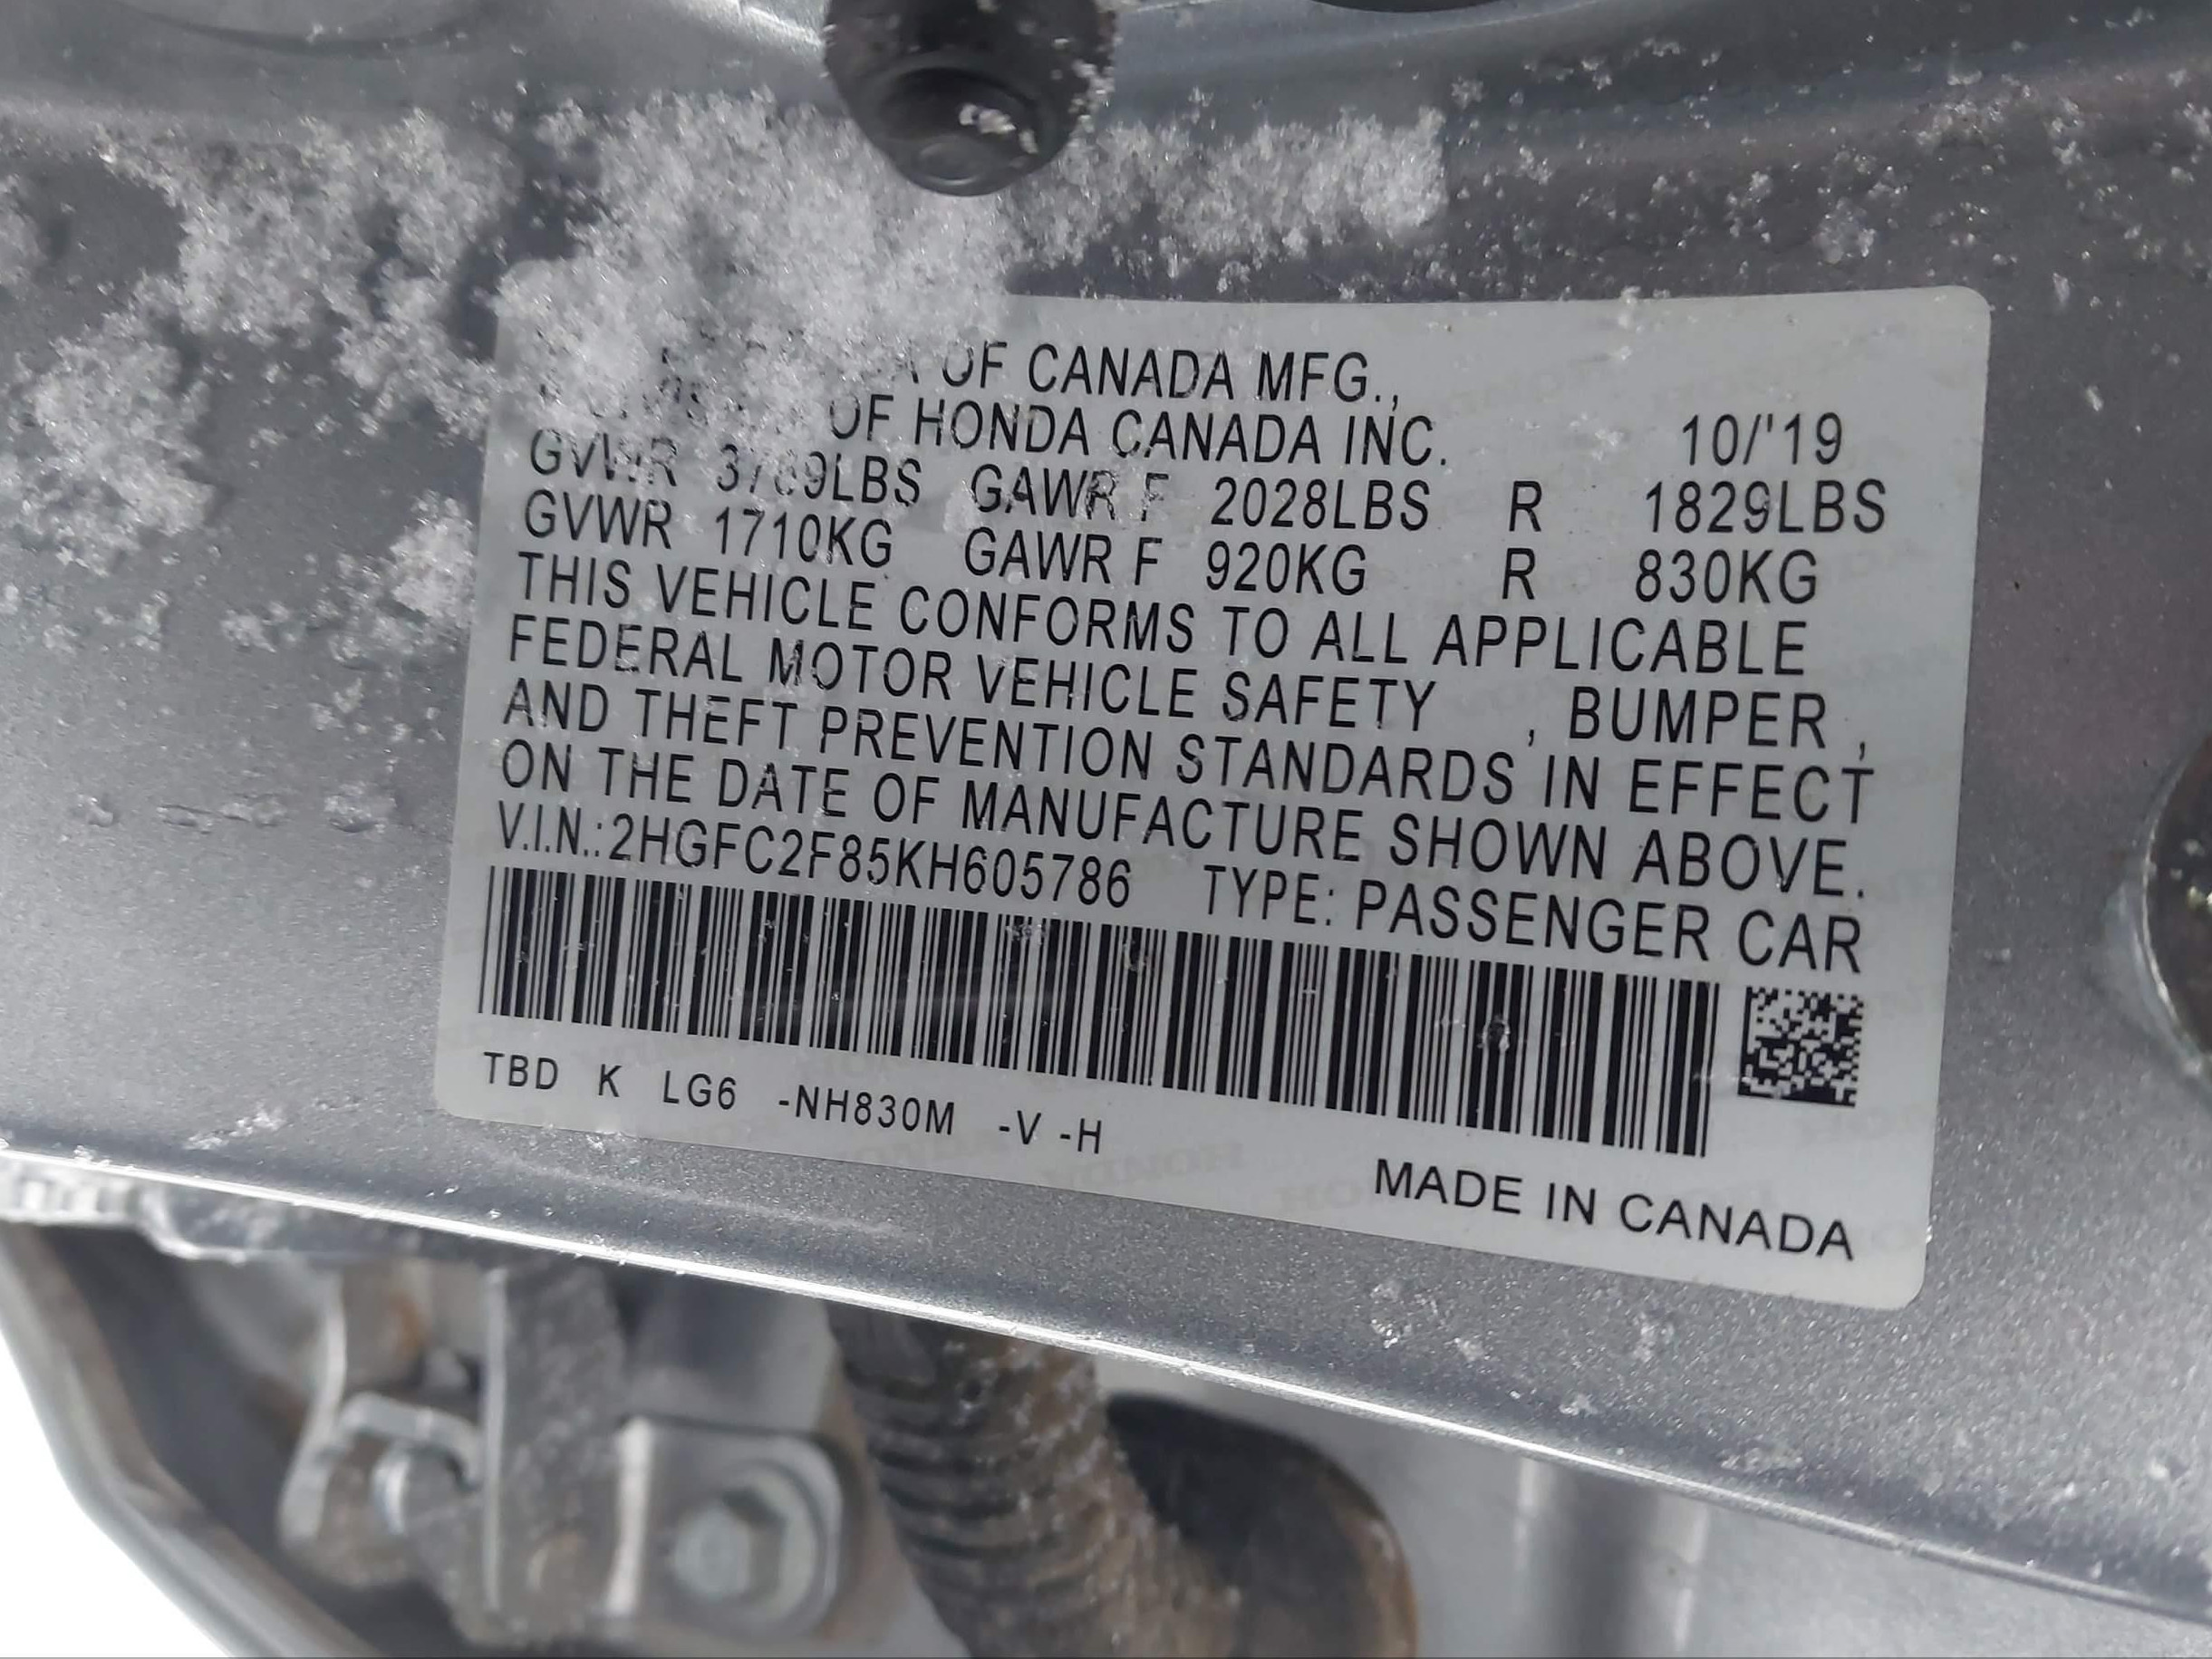 OF CANADA MFG.,
OF HONDA CANADA INC. 10/'19
GVWR 3769LBS GAWR F 2028LBS R 1829LBS
GVWR 1710KG GAWR F 920KG R 830KG
THIS VEHICLE CONFORMS TO ALL APPLICABLE
FEDERAL MOTOR VEHICLE SAFETY , BUMPER ,
AND THEFT PREVENTION STANDARDS IN EFFECT
ON THE DATE OF MANUFACTURE SHOWN ABOVE.
V.I.N.:2HGFC2F85KH605786 TYPE: PASSENGER CAR
TBD K LG6 -NH830M -V -H
MADE IN CANADA